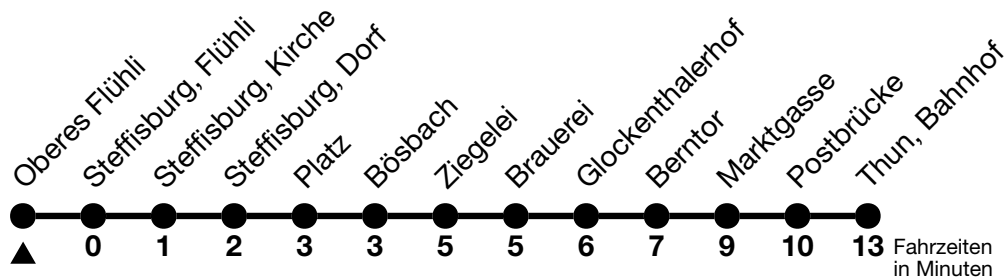 Oberes Flühli
Steffisburg, Flühli
Steffisburg, Kirche
Steffisburg, Dorf
Platz
Bösbach
Ziegelei
Brauerei
Glockenthalerhof
Berntor
Marktgasse
Postbrücke
Thun, Bahnhof
0 1 2 3 3 5 5 6 7 9 10 13
Fahrzeiten
in Minuten